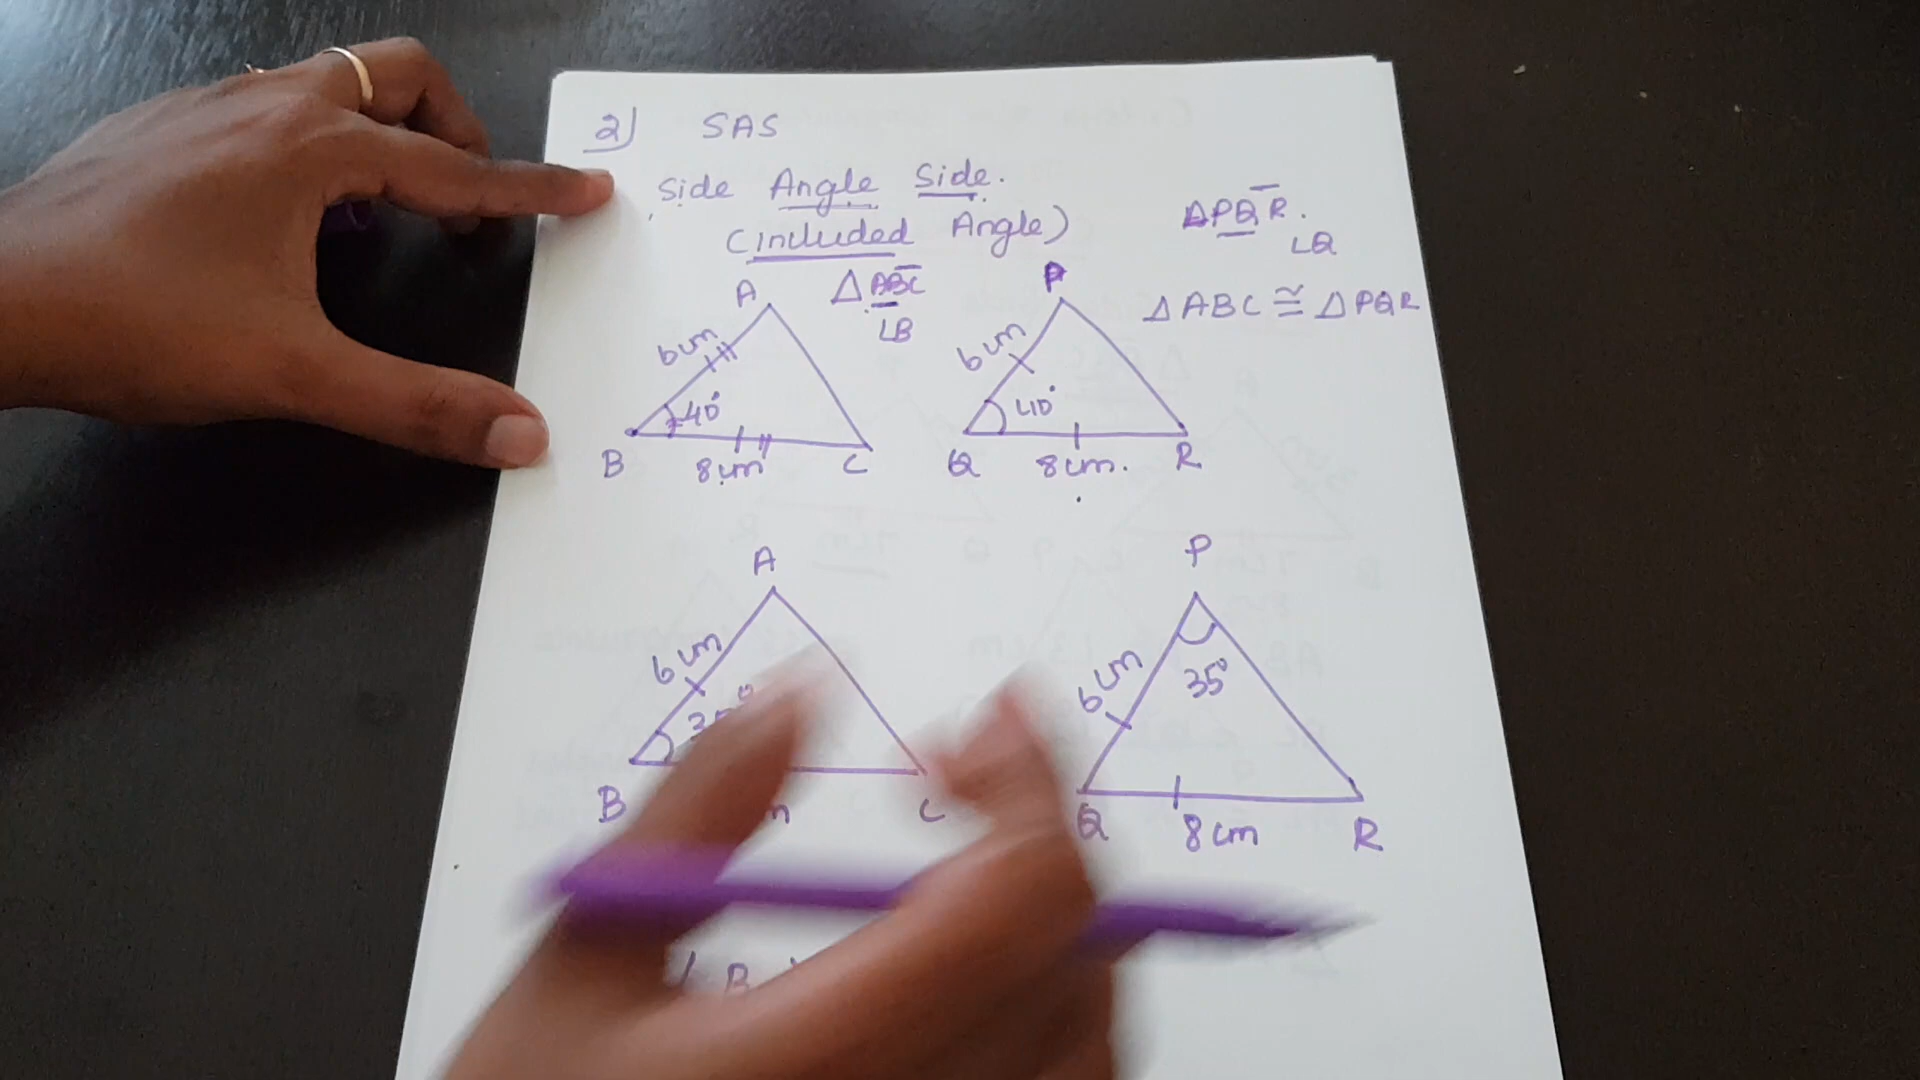 2) SAS
Side Angle Side.
(included Angle)
ΔPQR.
∠Q
ΔABC
∠B
ΔABC ≅ ΔPQR
A
6cm
40°
B 8cm C
P
6cm
40°
Q 8cm. R
A
6cm
B C
P
6cm
35°
Q 8cm R
∠B